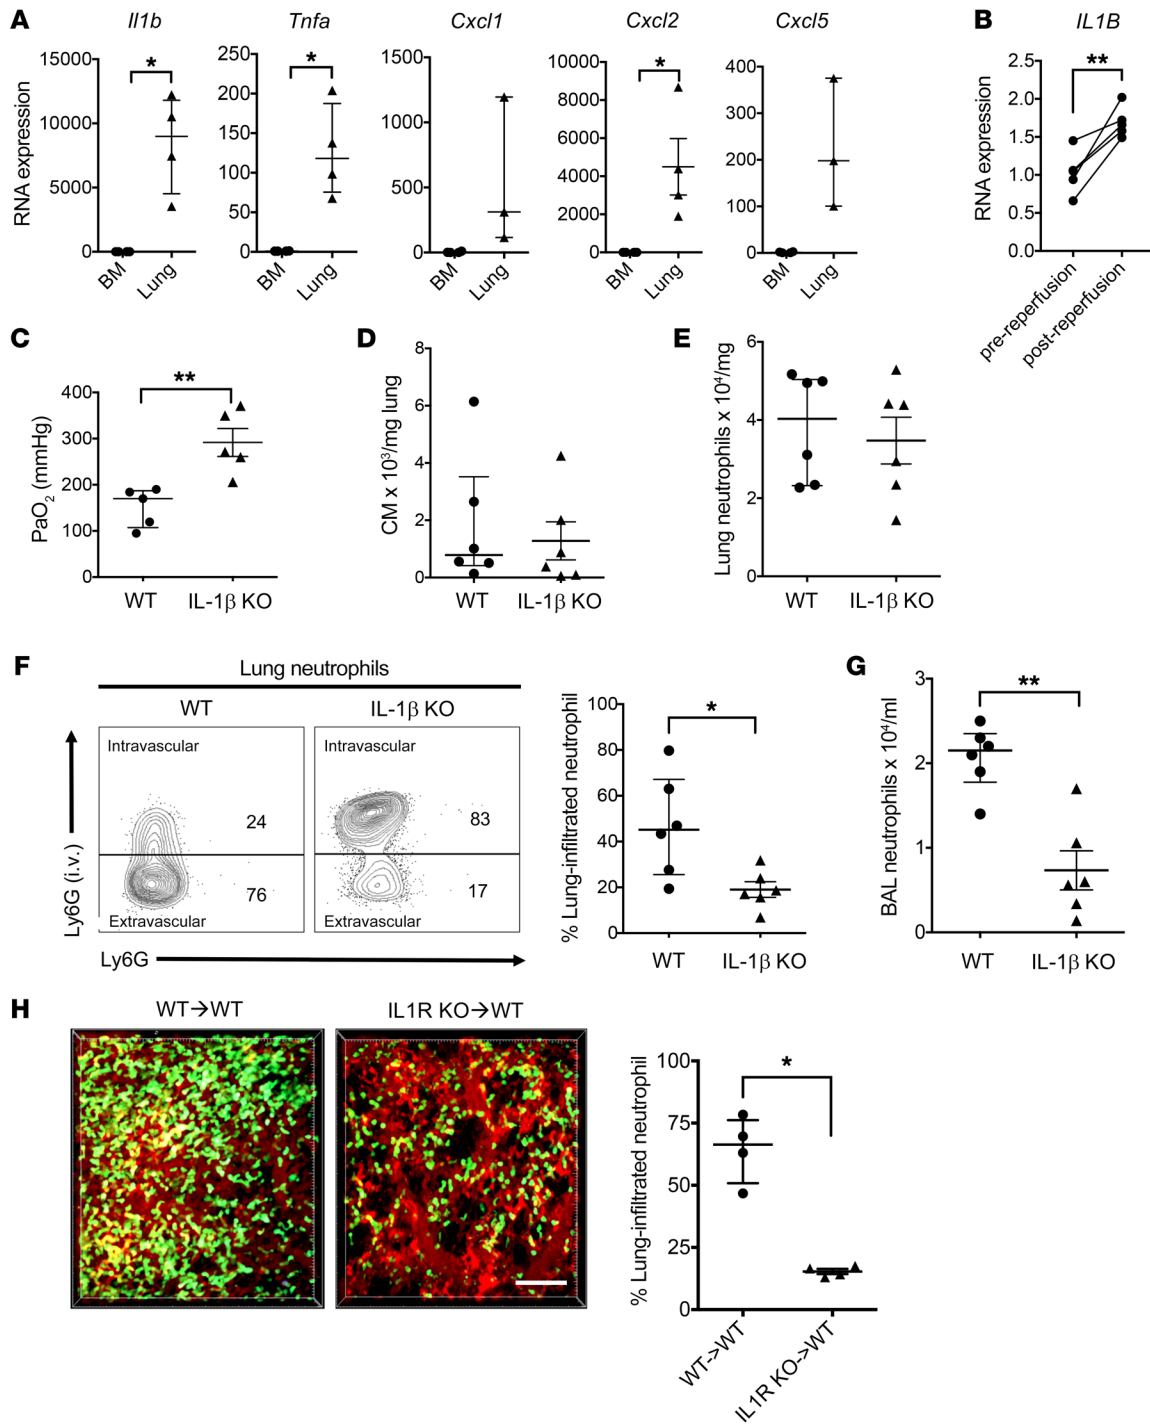 A
Il1b
Tnfa
Cxcl1
Cxcl2
Cxcl5
RNA expression
15000
10000
5000
0
*
BM
Lung
250
200
150
100
50
0
*
BM
Lung
1500
1000
500
0
BM
Lung
10000
8000
6000
4000
2000
0
*
BM
Lung
400
300
200
100
0
BM
Lung
B
IL1B
RNA expression
2.5
2.0
1.5
1.0
0.5
0.0
**
pre-reperfusion
post-reperfusion
C
PaO2 (mmHg)
400
300
200
100
0
**
WT
IL-1β KO
D
CM x 10³/mg lung
8
6
4
2
0
WT
IL-1β KO
E
Lung neutrophils x 10⁴/mg
6
4
2
0
WT
IL-1β KO
F
Lung neutrophils
WT
IL-1β KO
Ly6G (i.v.)
Intravascular
24
76
Extravascular
Intravascular
83
17
Extravascular
Ly6G
% Lung-infiltrated neutrophil
100
80
60
40
20
0
*
WT
IL-1β KO
G
BAL neutrophils x 10⁴/ml
3
2
1
0
**
WT
IL-1β KO
H
WT→WT
IL1R KO→WT
% Lung-infiltrated neutrophil
100
75
50
25
0
*
WT->WT
IL1R KO->WT